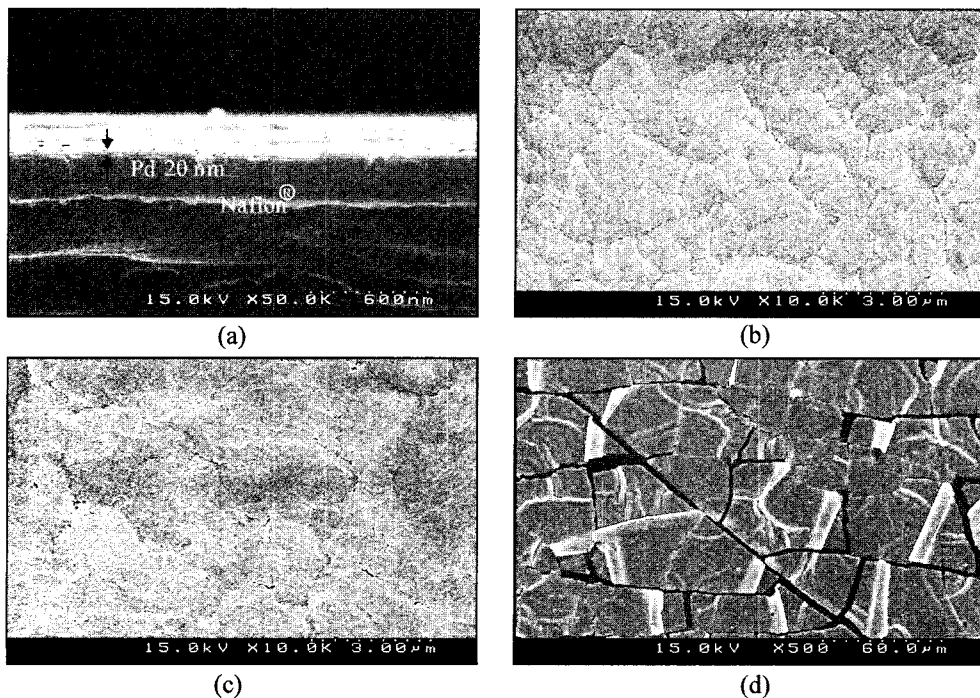 Pd 20 nm
Nafion®
15.0kV X50.0K 600nm
(a)
15.0kV X10.0K 3.00μm
(b)
15.0kV X10.0K 3.00μm
(c)
15.0kV X500 60.0μm
(d)